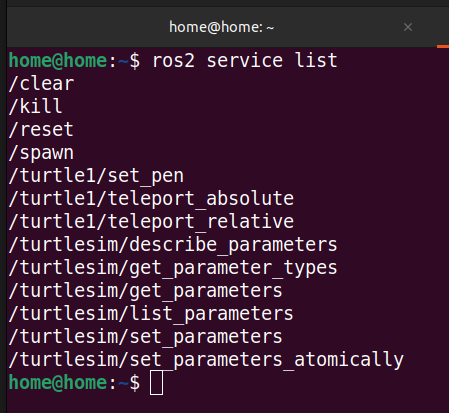 home@home: ~
×
home@home:~$ ros2 service list
/clear
/kill
/reset
/spawn
/turtle1/set_pen
/turtle1/teleport_absolute
/turtle1/teleport_relative
/turtlesim/describe_parameters
/turtlesim/get_parameter_types
/turtlesim/get_parameters
/turtlesim/list_parameters
/turtlesim/set_parameters
/turtlesim/set_parameters_atomically
home@home:~$